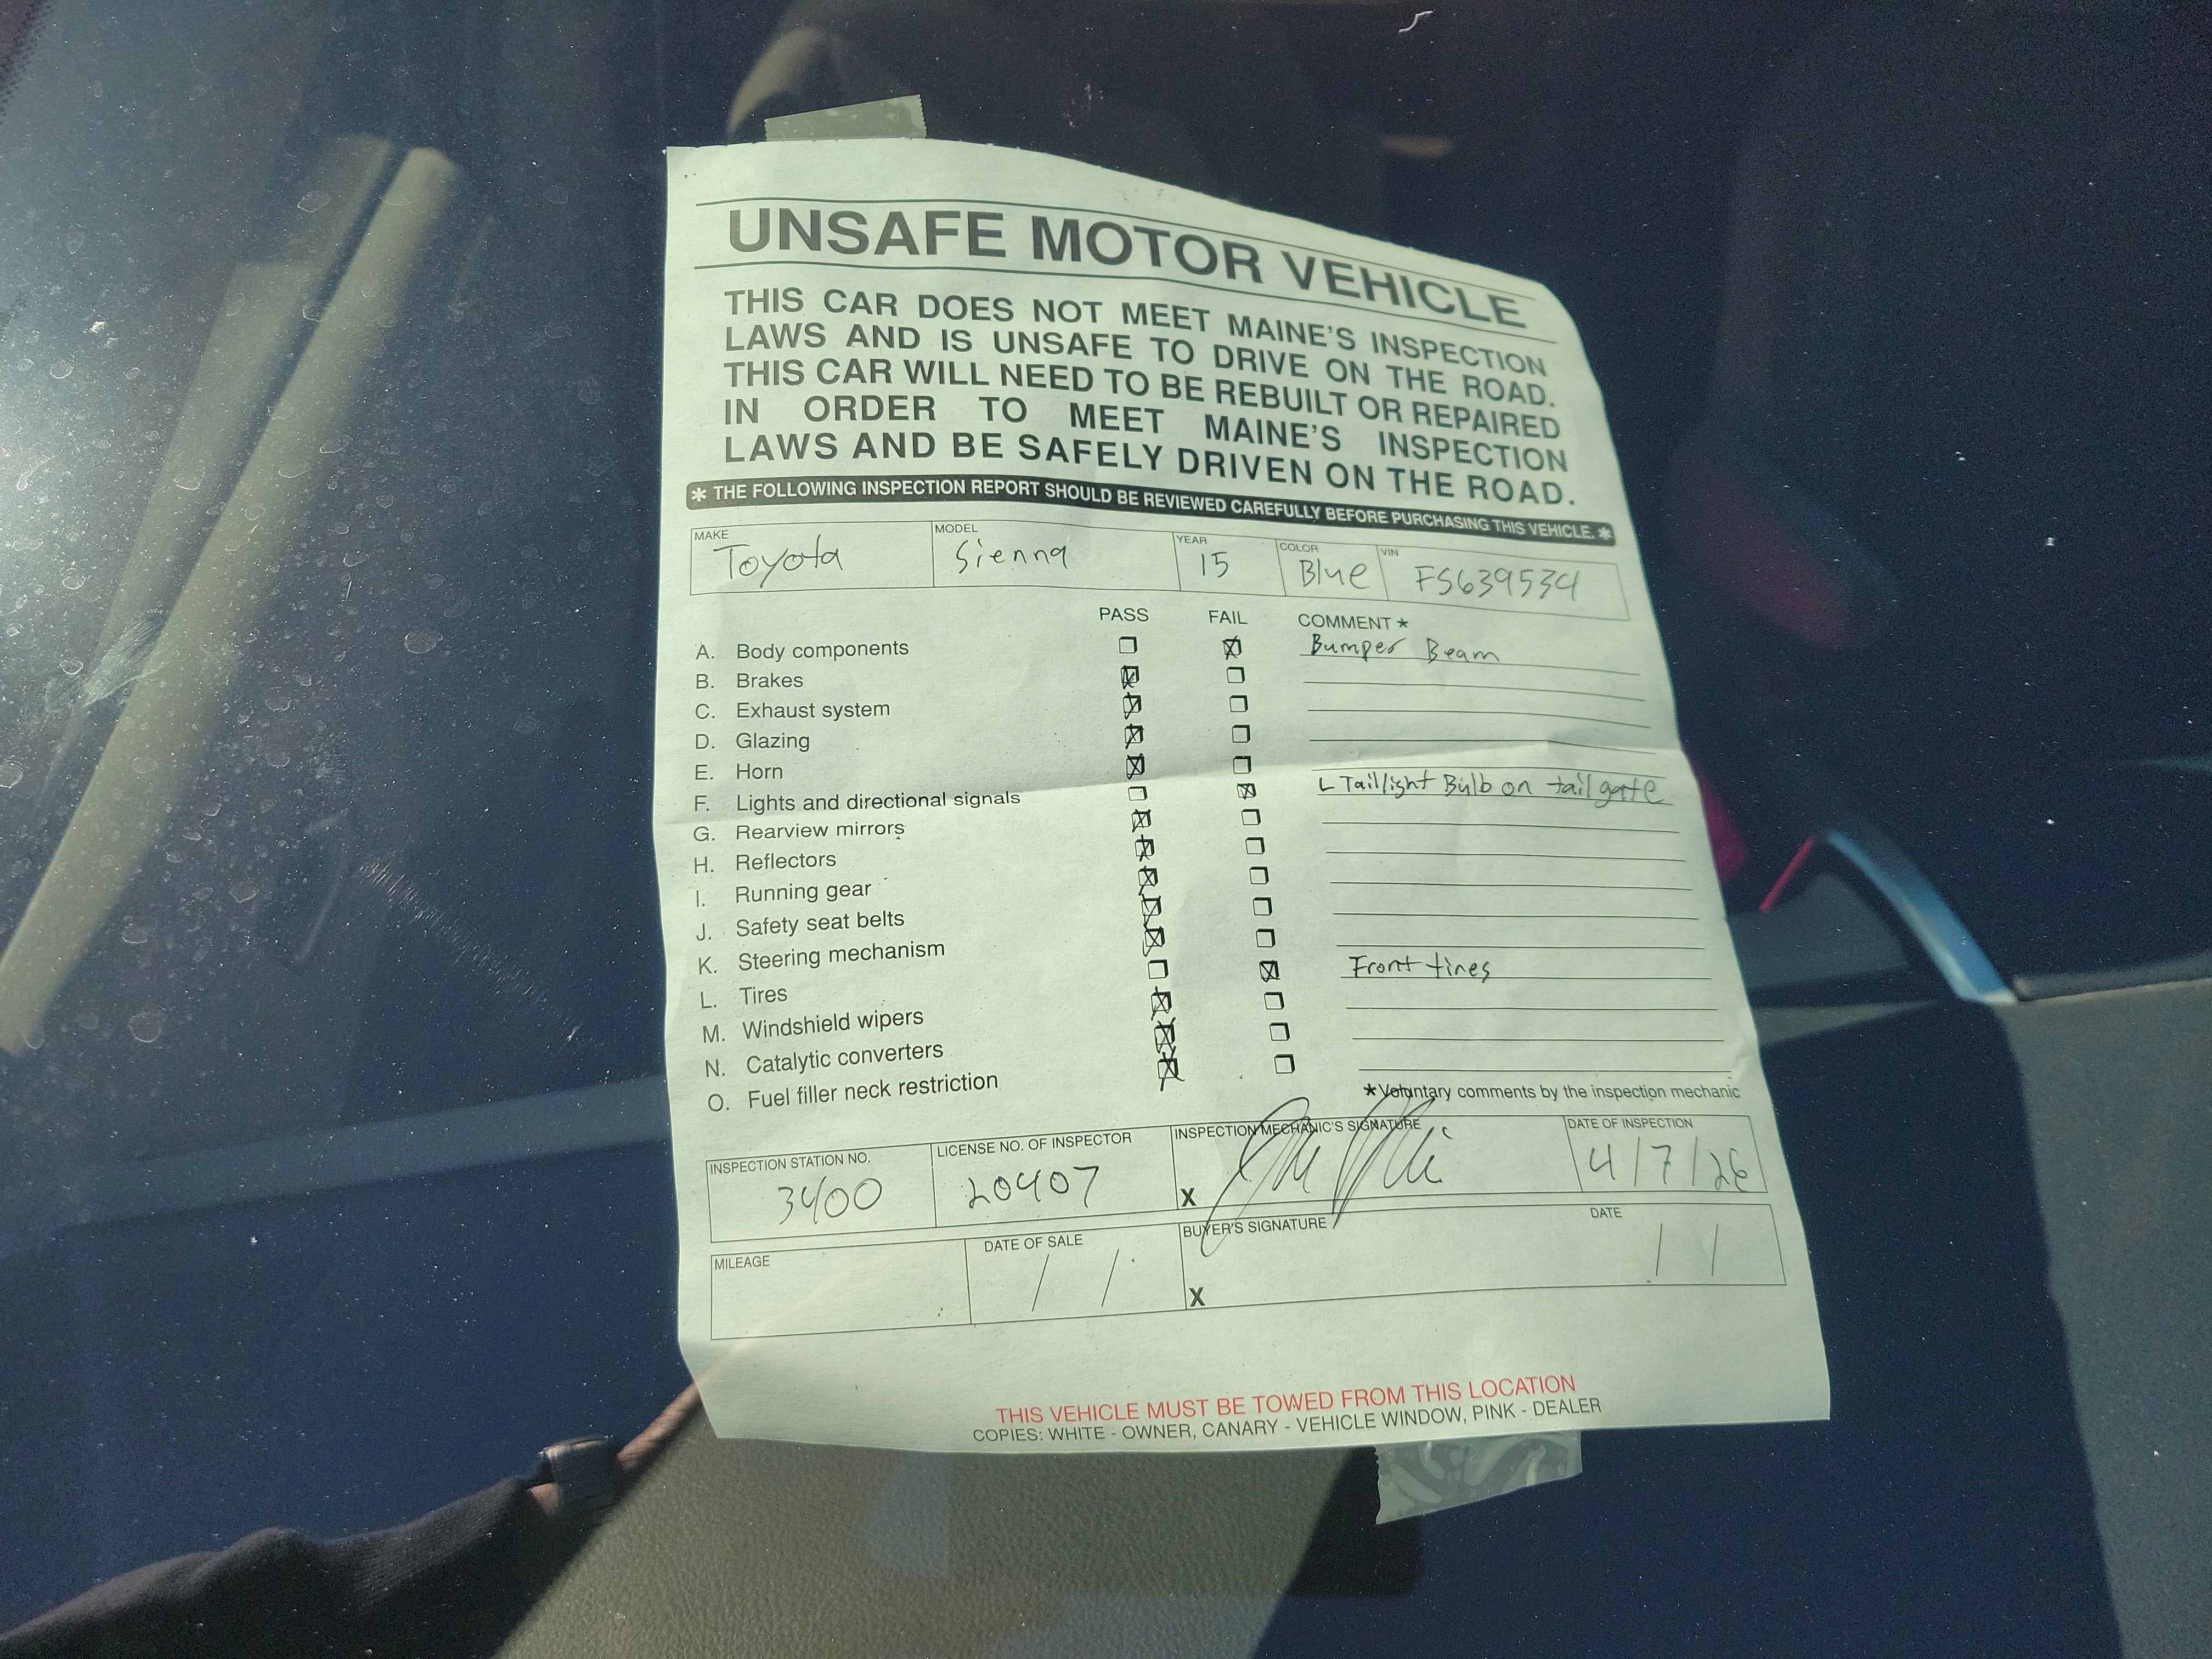 UNSAFE MOTOR VEHICLE
THIS CAR DOES NOT MEET MAINE'S INSPECTION
LAWS AND IS UNSAFE TO DRIVE ON THE ROAD.
THIS CAR WILL NEED TO BE REBUILT OR REPAIRED
IN ORDER TO MEET MAINE'S INSPECTION
LAWS AND BE SAFELY DRIVEN ON THE ROAD.
* THE FOLLOWING INSPECTION REPORT SHOULD BE REVIEWED CAREFULLY BEFORE PURCHASING THIS VEHICLE. *
MAKE MODEL YEAR COLOR VIN
Toyota Sienna 15 Blue FS639534
PASS FAIL COMMENT *
A. Body components Bumper Beam
B. Brakes
C. Exhaust system
D. Glazing
E. Horn
F. Lights and directional signals L Taillight Bulb on tailgate
G. Rearview mirrors
H. Reflectors
I. Running gear
J. Safety seat belts
K. Steering mechanism
L. Tires Front tires
M. Windshield wipers
N. Catalytic converters
O. Fuel filler neck restriction
* Voluntary comments by the inspection mechanic
INSPECTION STATION NO. LICENSE NO. OF INSPECTOR INSPECTION MECHANIC'S SIGNATURE DATE OF INSPECTION
3400 20407 X 4/7/26
MILEAGE DATE OF SALE BUYER'S SIGNATURE DATE
/ / X / /
THIS VEHICLE MUST BE TOWED FROM THIS LOCATION
COPIES: WHITE - OWNER, CANARY - VEHICLE WINDOW, PINK - DEALER